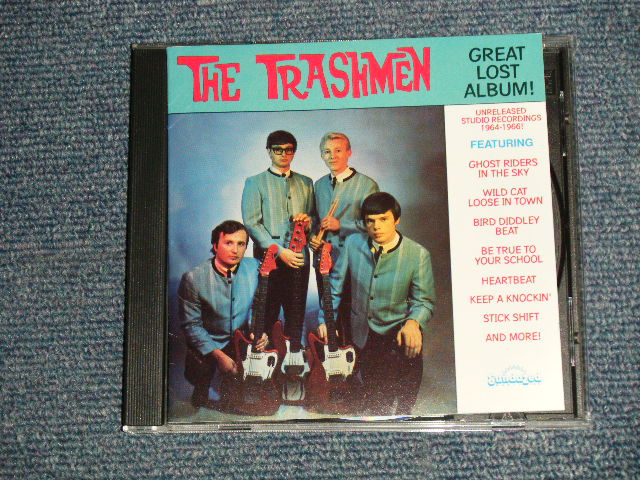 THE TRASHMEN
GREAT
LOST
ALBUM!
UNRELEASED
STUDIO RECORDINGS
1964-1966!
FEATURING
GHOST RIDERS
IN THE SKY
WILD CAT
LOOSE IN TOWN
BIRD DIDDLEY
BEAT
BE TRUE TO
YOUR SCHOOL
HEARTBEAT
KEEP A KNOCKIN'
STICK SHIFT
AND MORE!
Sundazed